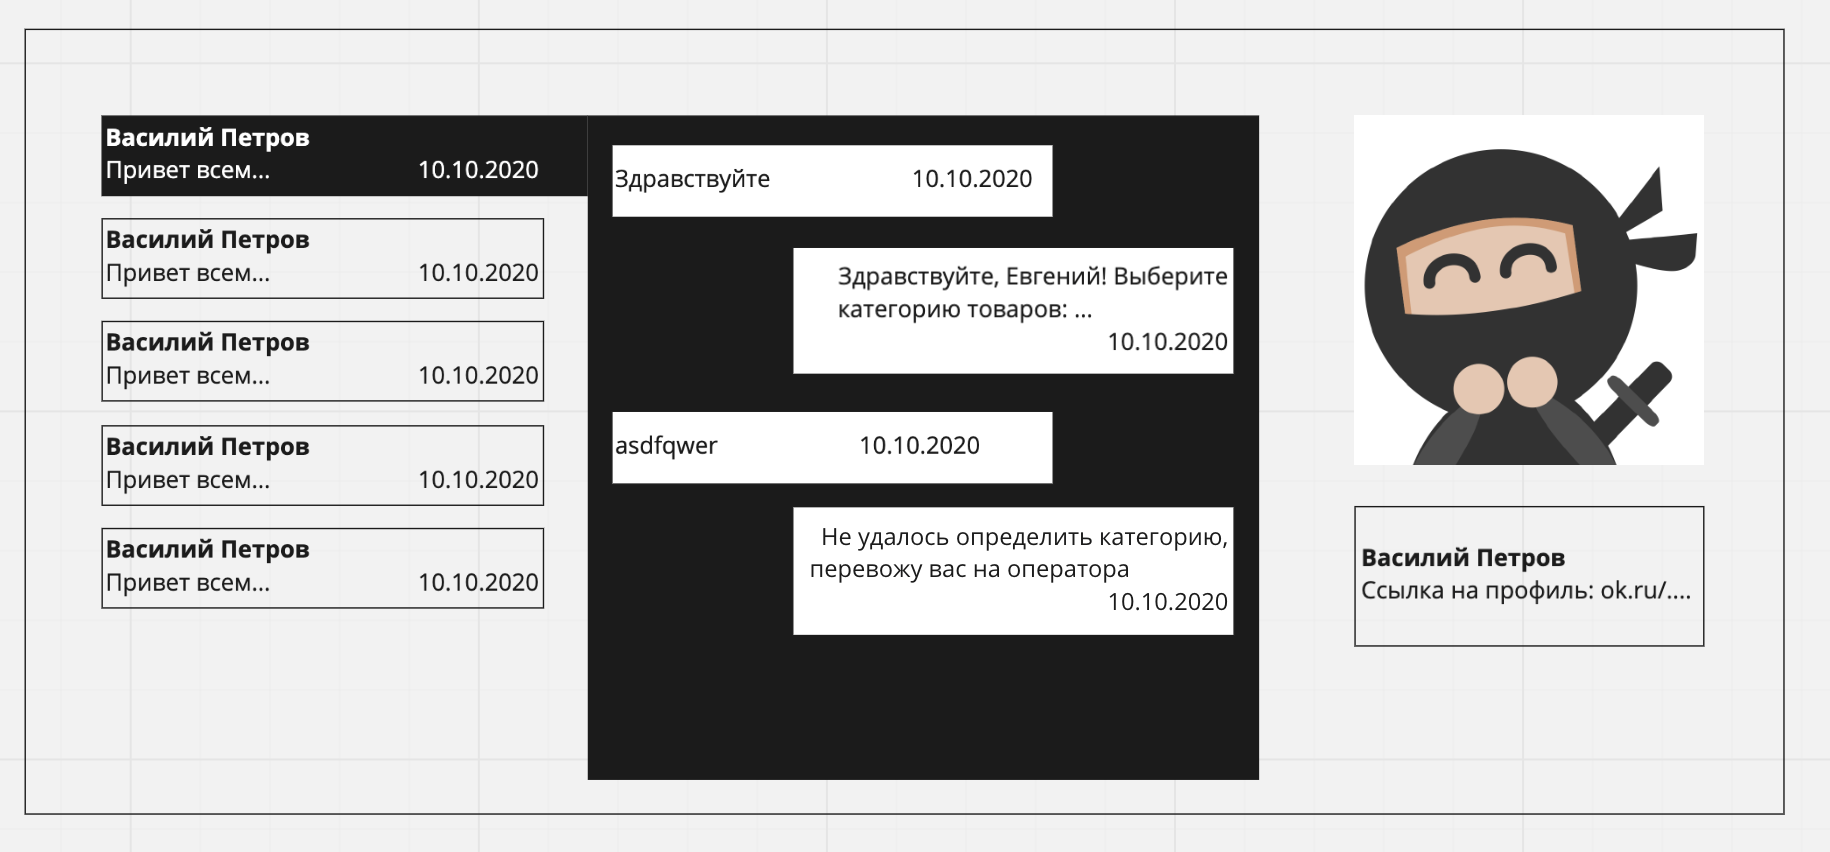 Василий Петров
Привет всем... 10.10.2020
Василий Петров
Привет всем... 10.10.2020
Василий Петров
Привет всем... 10.10.2020
Василий Петров
Привет всем... 10.10.2020
Василий Петров
Привет всем... 10.10.2020
Здравствуйте 10.10.2020
Здравствуйте, Евгений! Выберите
категорию товаров: ...
10.10.2020
asdfqwer 10.10.2020
Не удалось определить категорию,
перевожу вас на оператора
10.10.2020
Василий Петров
Ссылка на профиль: ok.ru/....